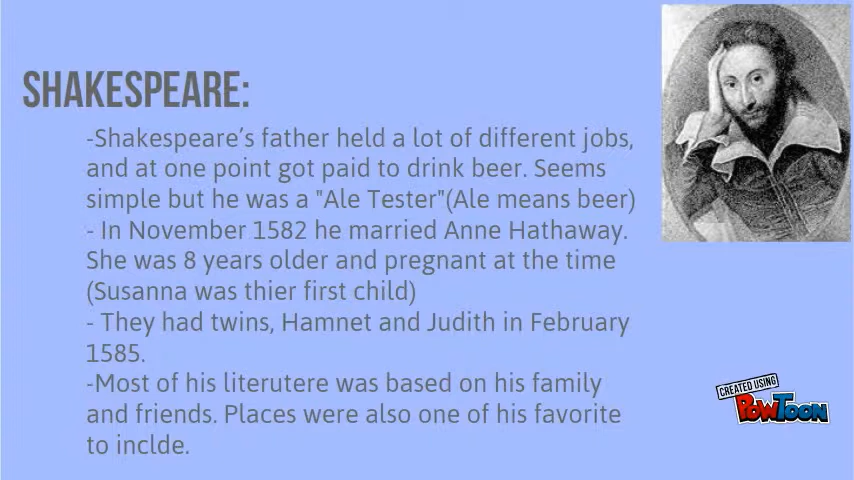 SHAKESPEARE:
-Shakespeare's father held a lot of different jobs,
and at one point got paid to drink beer. Seems
simple but he was a "Ale Tester"(Ale means beer)
- In November 1582 he married Anne Hathaway.
She was 8 years older and pregnant at the time
(Susanna was thier first child)
- They had twins, Hamnet and Judith in February
1585.
-Most of his literutere was based on his family
and friends. Places were also one of his favorite
to inclde.
CREATED USING
PowToon